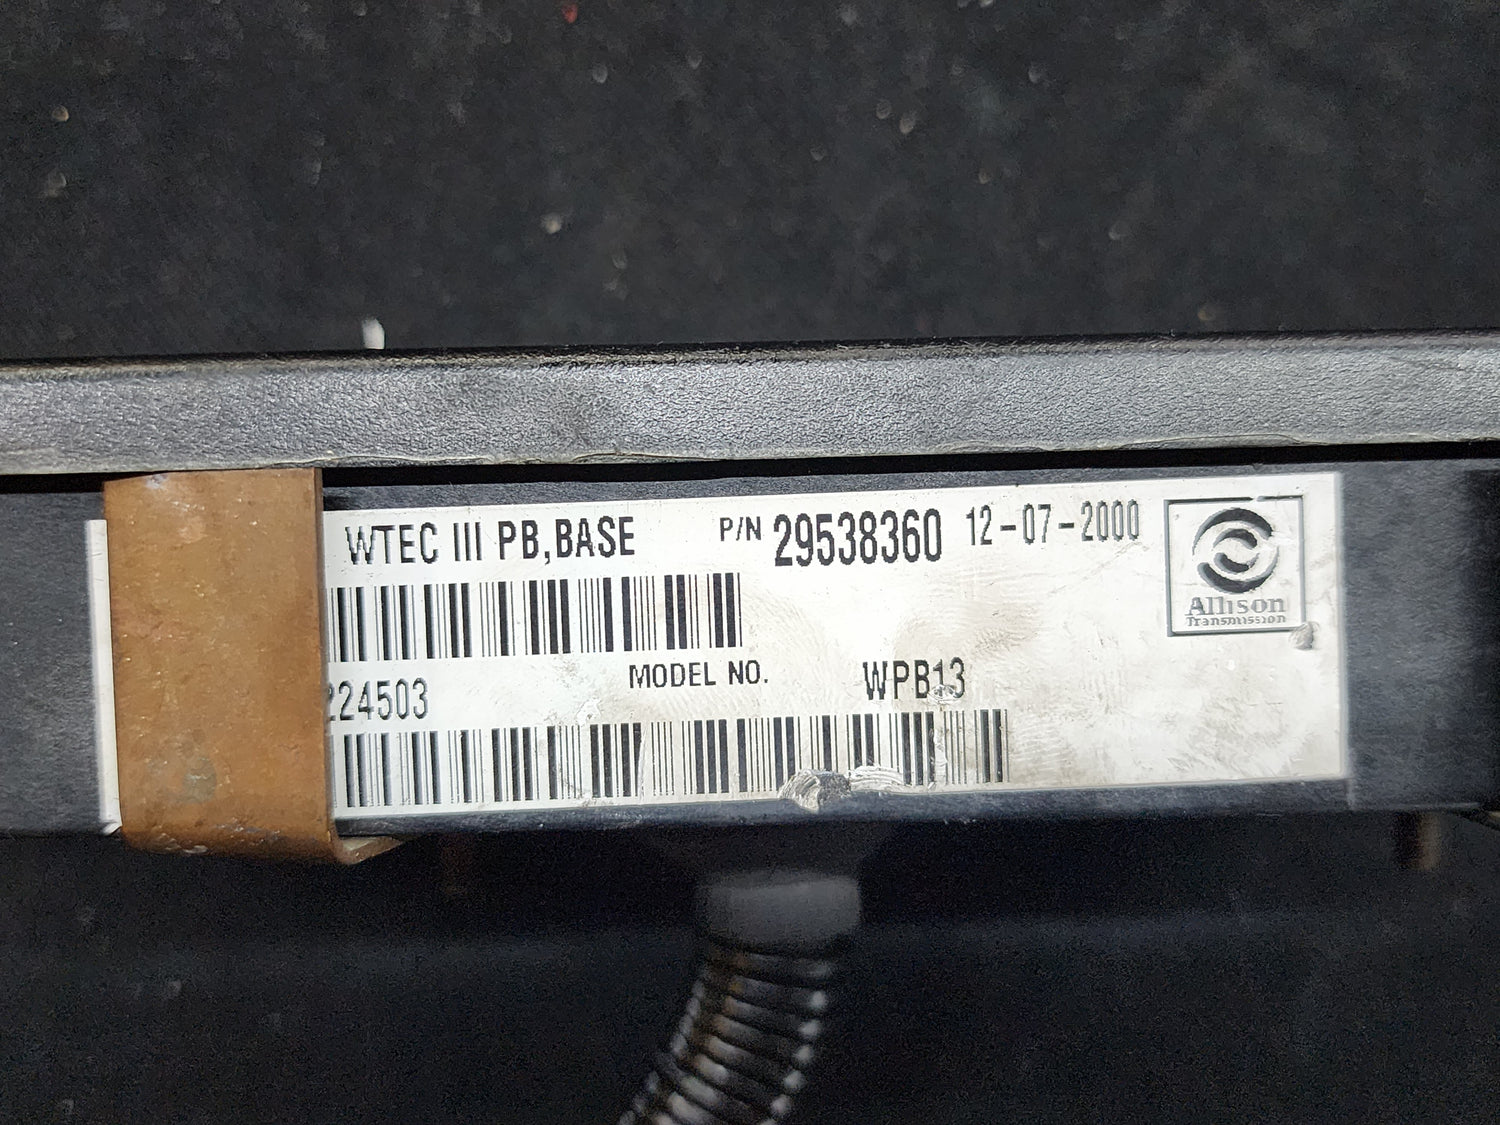 WTEC III PB,BASE P/N 29538360 12-07-2000
Allison
Transmission
224503 MODEL NO. WPB13